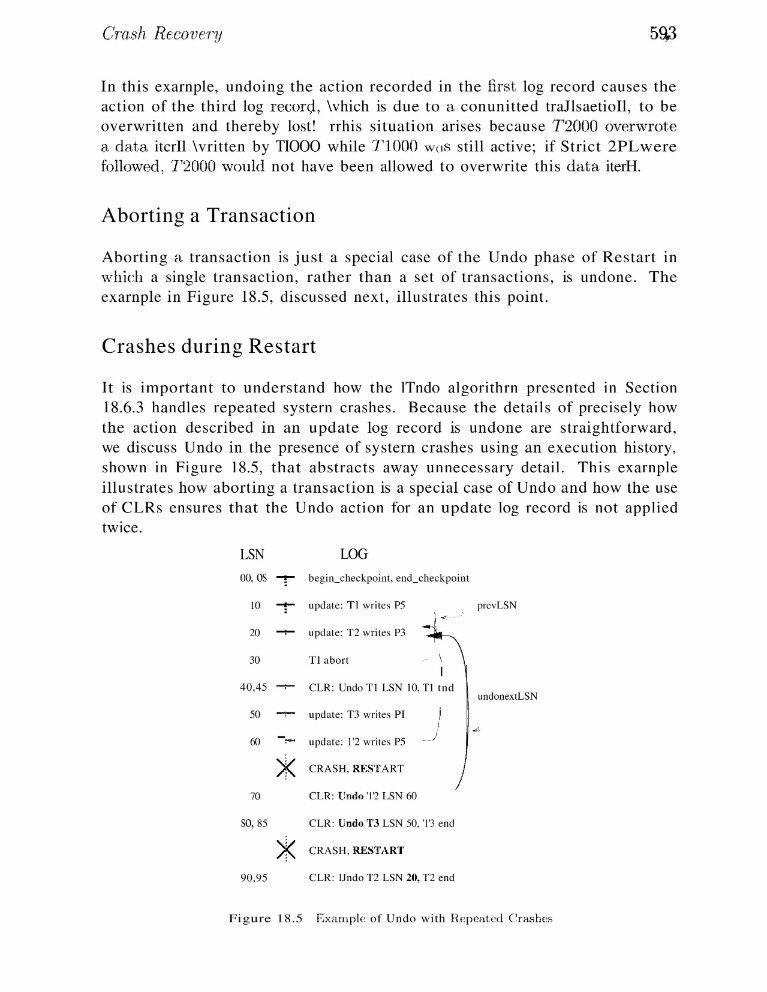 Crash Recovery 593
In this exarnple, undoing the action recorded in the first log record causes the
action of the third log record, \vhich is due to a conunitted traJlsaetioIl, to be
overwritten and thereby lost! rrhis situation arises because T2000 overwrote
a data itcrIl \vritten by TIOOO while T1000 was still active; if Strict 2PLwere
followed, T2000 would not have been allowed to overwrite this data iterH.
Aborting a Transaction
Aborting a transaction is just a special case of the Undo phase of Restart in
which a single transaction, rather than a set of transactions, is undone. The
exarnple in Figure 18.5, discussed next, illustrates this point.
Crashes during Restart
It is important to understand how the lTndo algorithrn presented in Section
18.6.3 handles repeated systern crashes. Because the details of precisely how
the action described in an update log record is undone are straightforward,
we discuss Undo in the presence of systern crashes using an execution history,
shown in Figure 18.5, that abstracts away unnecessary detail. This exarnple
illustrates how aborting a transaction is a special case of Undo and how the use
of CLRs ensures that the Undo action for an update log record is not applied
twice.
LSN LOG
00, 0S begin_checkpoint, end_checkpoint
10 update: T1 writes P5 prevLSN
20 update: T2 writes P3
30 T1 abort
40,45 CLR: Undo T1 LSN 10, T1 tnd
undonextLSN
50 update: T3 writes PI
60 update: 1'2 writes P5
CRASH, RESTART
70 CLR: Undo T2 LSN 60
S0, 85 CLR: Undo T3 LSN 50, T3 end
CRASH, RESTART
90,95 CLR: lJndo T2 LSN 20, T2 end
Figure 18.5 Example of Undo with Repeated Crashes